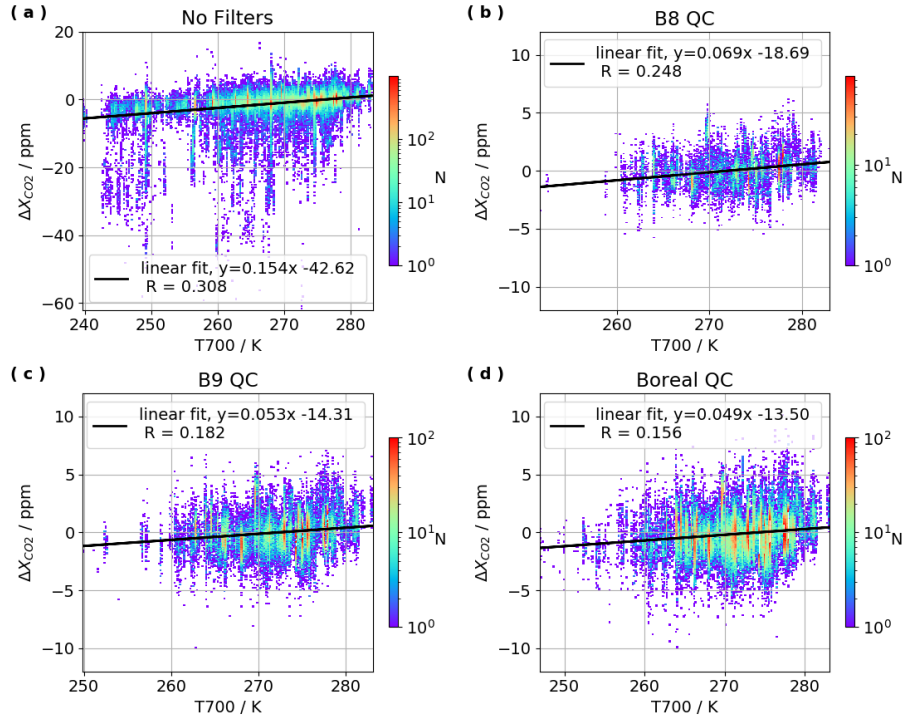 ( a )
No Filters
20
0
−20
−40
−60
ΔX_CO2 / ppm
linear fit, y=0.154x -42.62
R = 0.308
240 250 260 270 280
T700 / K
10^2
10^1
10^0
N
( b )
B8 QC
10
5
0
−5
−10
ΔX_CO2 / ppm
linear fit, y=0.069x -18.69
R = 0.248
260 270 280
T700 / K
10^1
10^0
N
( c )
B9 QC
10
5
0
−5
−10
ΔX_CO2 / ppm
linear fit, y=0.053x -14.31
R = 0.182
250 260 270 280
T700 / K
10^2
10^1
10^0
N
( d )
Boreal QC
10
5
0
−5
−10
ΔX_CO2 / ppm
linear fit, y=0.049x -13.50
R = 0.156
250 260 270 280
T700 / K
10^2
10^1
10^0
N